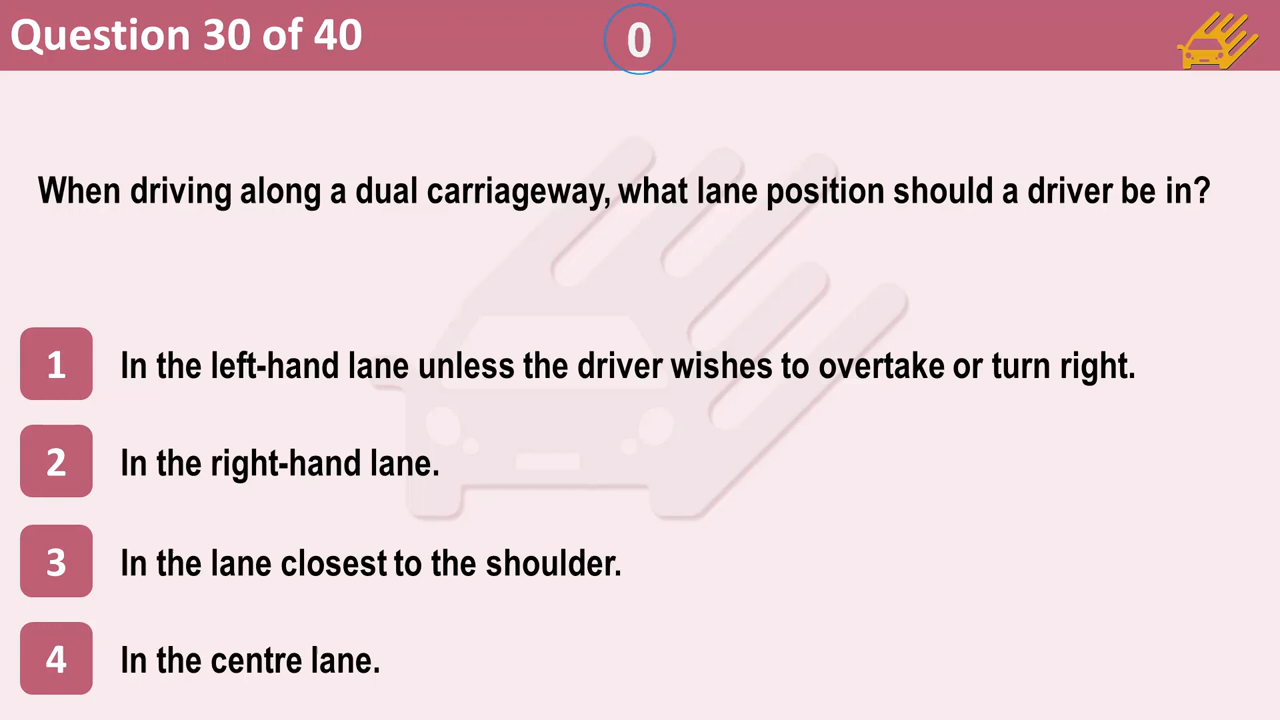 Question 30 of 40
0
When driving along a dual carriageway, what lane position should a driver be in?
1 In the left-hand lane unless the driver wishes to overtake or turn right.
2 In the right-hand lane.
3 In the lane closest to the shoulder.
4 In the centre lane.